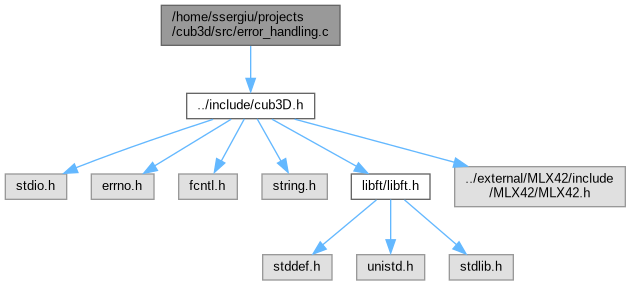 /home/ssergiu/projects
/cub3d/src/error_handling.c
../include/cub3D.h
stdio.h
errno.h
fcntl.h
string.h
libft/libft.h
../external/MLX42/include
/MLX42/MLX42.h
stddef.h
unistd.h
stdlib.h